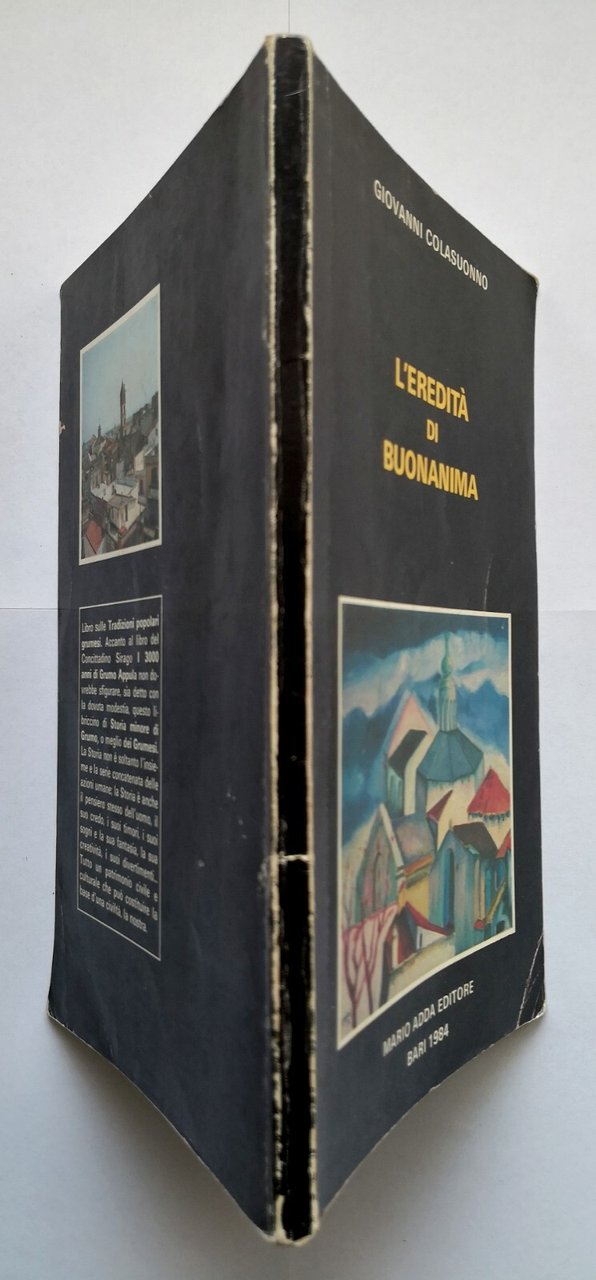 GIOVANNI COLASUONNO
L'EREDITÀ
DI
BUONANIMA
MARIO ADDA EDITORE
BARI 1984
Libro sulle Tradizioni popolari
grumesi. Accanto al libro del
Concittadino Sirago I 3000
anni di Grumo Appula non do-
vrebbe sfigurare, sia detto con
la dovuta modestia, questo li-
briccino di Storia minore di
Grumo, o meglio dei Grumesi.
La Storia non è soltanto l'insie-
me e la serie concatenata delle
azioni umane; la Storia è anche
il pensiero stesso dell'uomo, il
suo credo, i suoi timori, i suoi
sogni e la sua fantasia, la sua
creatività, i suoi divertimenti...
Tutto un patrimonio civile e
culturale che può costituire la
base d'una civiltà, la nostra.